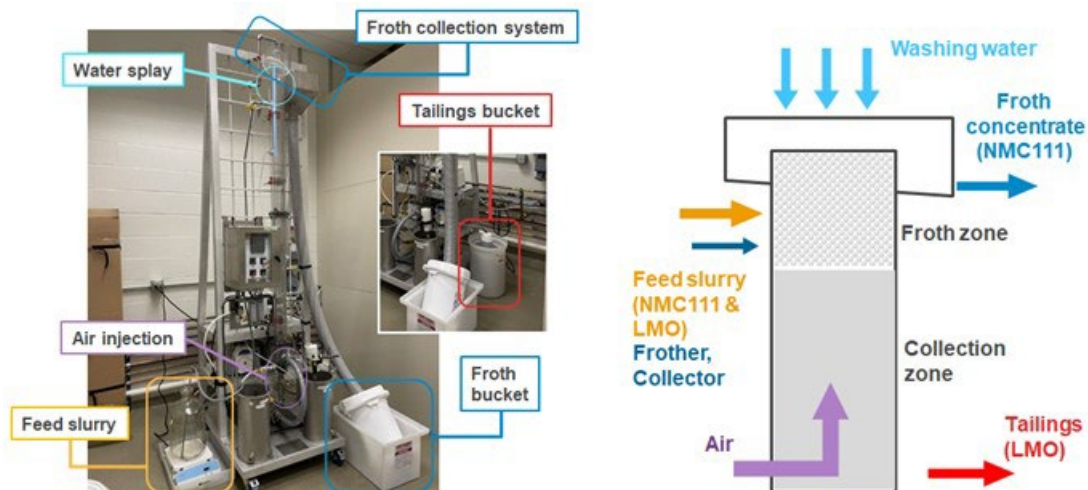 Froth collection system
Water splay
Tailings bucket
Air injection
Froth
bucket
Feed slurry
Washing water
Froth
concentrate
(NMC111)
Froth zone
Feed slurry
(NMC111 &
LMO)
Frother,
Collector
Collection
zone
Air
Tailings
(LMO)